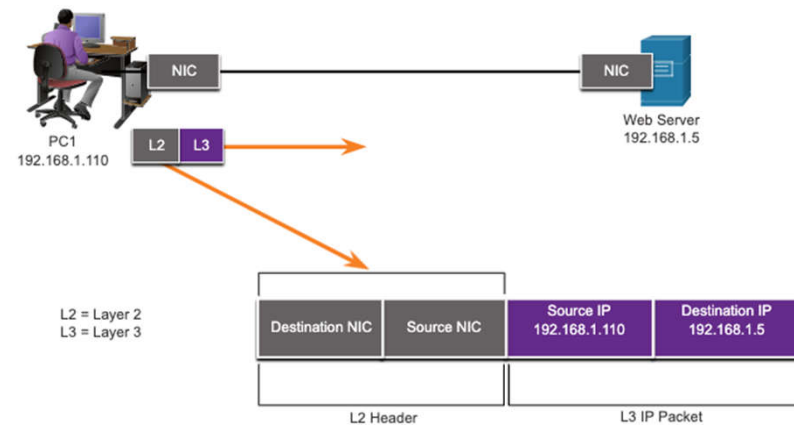 NIC
NIC
PC1
192.168.1.110
L2 L3
Web Server
192.168.1.5
L2 = Layer 2
L3 = Layer 3
Destination NIC
Source NIC
Source IP
192.168.1.110
Destination IP
192.168.1.5
L2 Header
L3 IP Packet